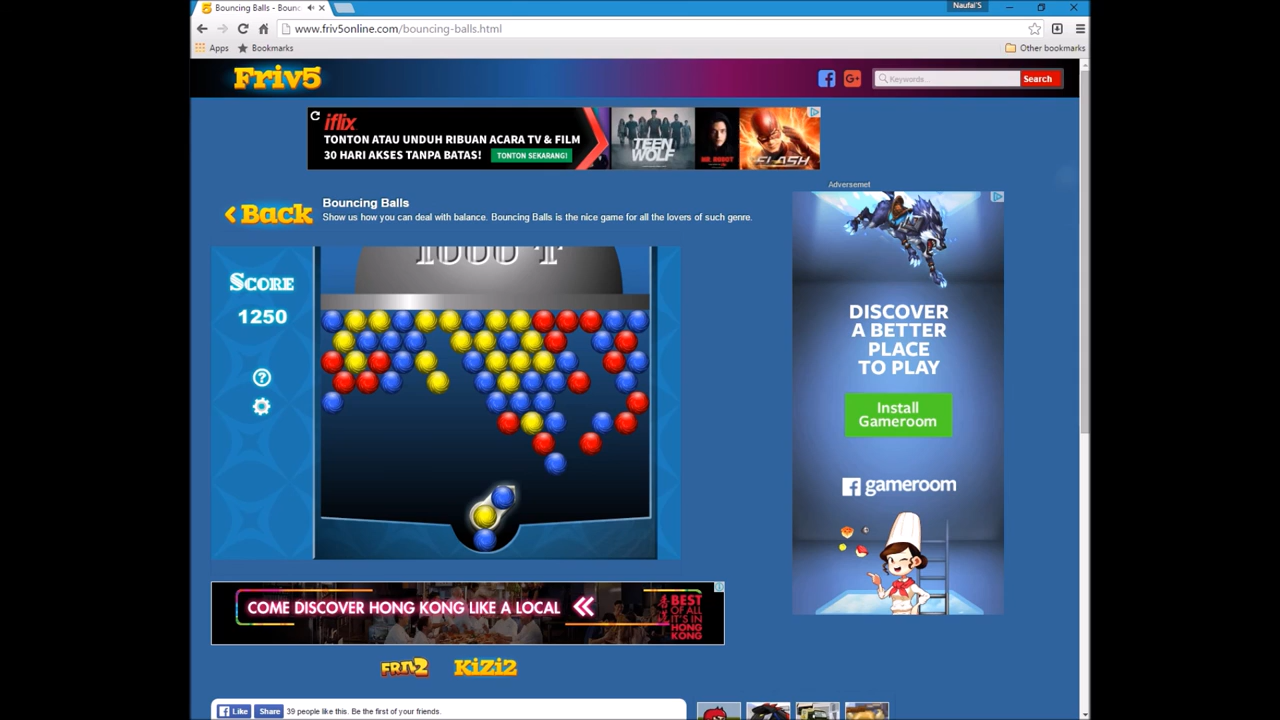 Bouncing Balls - Bounc
Naufal'S
www.friv5online.com/bouncing-balls.html
Apps
Bookmarks
Other bookmarks
Friv5
G+
Keywords...
Search
iflix
TONTON ATAU UNDUH RIBUAN ACARA TV & FILM
30 HARI AKSES TANPA BATAS!
TONTON SEKARANG!
TEEN WOLF
MR. ROBOT
FLASH
Adversemet
Back
Bouncing Balls
Show us how you can deal with balance. Bouncing Balls is the nice game for all the lovers of such genre.
1000 T
SCORE
1250
DISCOVER
A BETTER
PLACE
TO PLAY
Install
Gameroom
gameroom
COME DISCOVER HONG KONG LIKE A LOCAL
BEST
OF ALL
IT'S IN
HONG
KONG
FRIV2
KiZi2
Like
Share
39 people like this. Be the first of your friends.